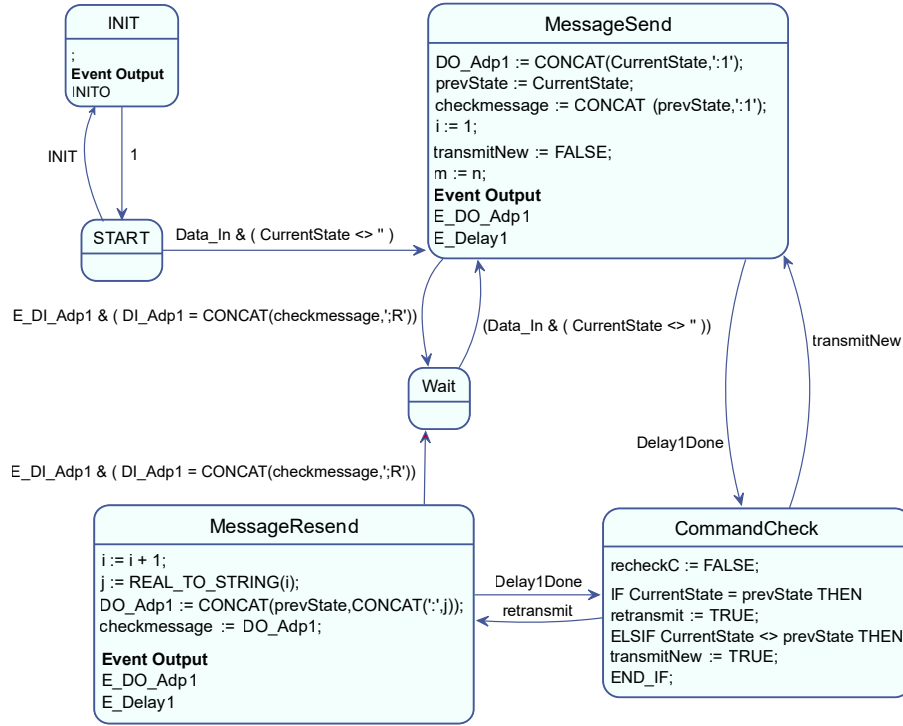 INIT
;
Event Output
INITO
INIT
1
START
Data_In & ( CurrentState <> '' )
MessageSend
DO_Adp1 := CONCAT(CurrentState,':1');
prevState := CurrentState;
checkmessage := CONCAT (prevState,':1');
i := 1;
transmitNew := FALSE;
m := n;
Event Output
E_DO_Adp1
E_Delay1
E_DI_Adp1 & ( DI_Adp1 = CONCAT(checkmessage,';R'))
(Data_In & ( CurrentState <> '' ))
transmitNew
Wait
Delay1Done
E_DI_Adp1 & ( DI_Adp1 = CONCAT(checkmessage,';R'))
MessageResend
i := i + 1;
j := REAL_TO_STRING(i);
DO_Adp1 := CONCAT(prevState,CONCAT(':',j));
checkmessage := DO_Adp1;
Event Output
E_DO_Adp1
E_Delay1
Delay1Done
retransmit
CommandCheck
recheckC := FALSE;
IF CurrentState = prevState THEN
retransmit := TRUE;
ELSIF CurrentState <> prevState THEN
transmitNew := TRUE;
END_IF;